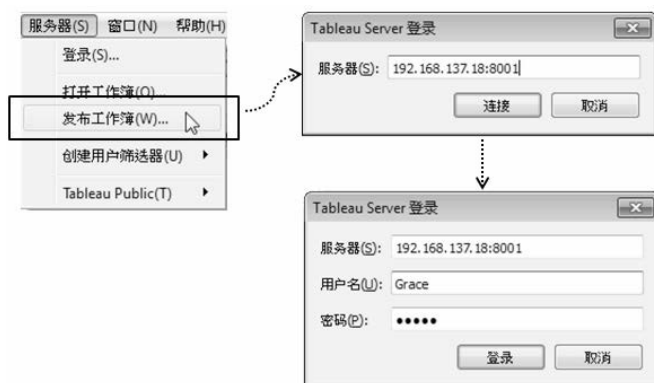 服务器(S) 窗口(N) 帮助(H)
登录(S)...
打开工作簿(O)...
发布工作簿(W)...
创建用户筛选器(U)
Tableau Public(T)
Tableau Server 登录
服务器(S): 192.168.137.18:8001
连接 取消
Tableau Server 登录
服务器(S): 192.168.137.18:8001
用户名(U): Grace
密码(P): •••••
登录 取消